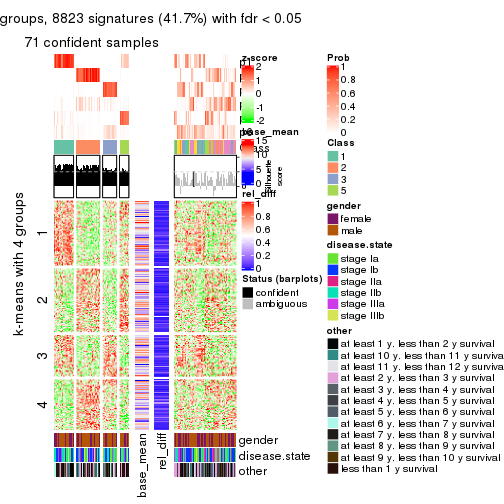 groups, 8823 signatures (41.7%) with fdr < 0.05
71 confident samples
k-means with 4 groups
1
2
3
4
base_mean
rel_diff
gender
disease.state
other
z-score
2
1
0
-1
-2
base_mean
15
10
5
0
silhouette
score
rel_diff
1
0.8
0.6
0.4
0.2
0
Status (barplots)
confident
ambiguous
Prob
1
0.8
0.6
0.4
0.2
0
Class
1
2
3
5
gender
female
male
disease.state
stage Ia
stage Ib
stage IIa
stage IIb
stage IIIa
stage IIIb
other
at least 1 y. less than 2 y survival
at least 10 y. less than 11 y survival
at least 11 y. less than 12 y survival
at least 2 y. less than 3 y survival
at least 3 y. less than 4 y survival
at least 4 y. less than 5 y survival
at least 5 y. less than 6 y survival
at least 6 y. less than 7 y survival
at least 7 y. less than 8 y survival
at least 8 y. less than 9 y survival
at least 9 y. less than 10 y survival
less than 1 y survival